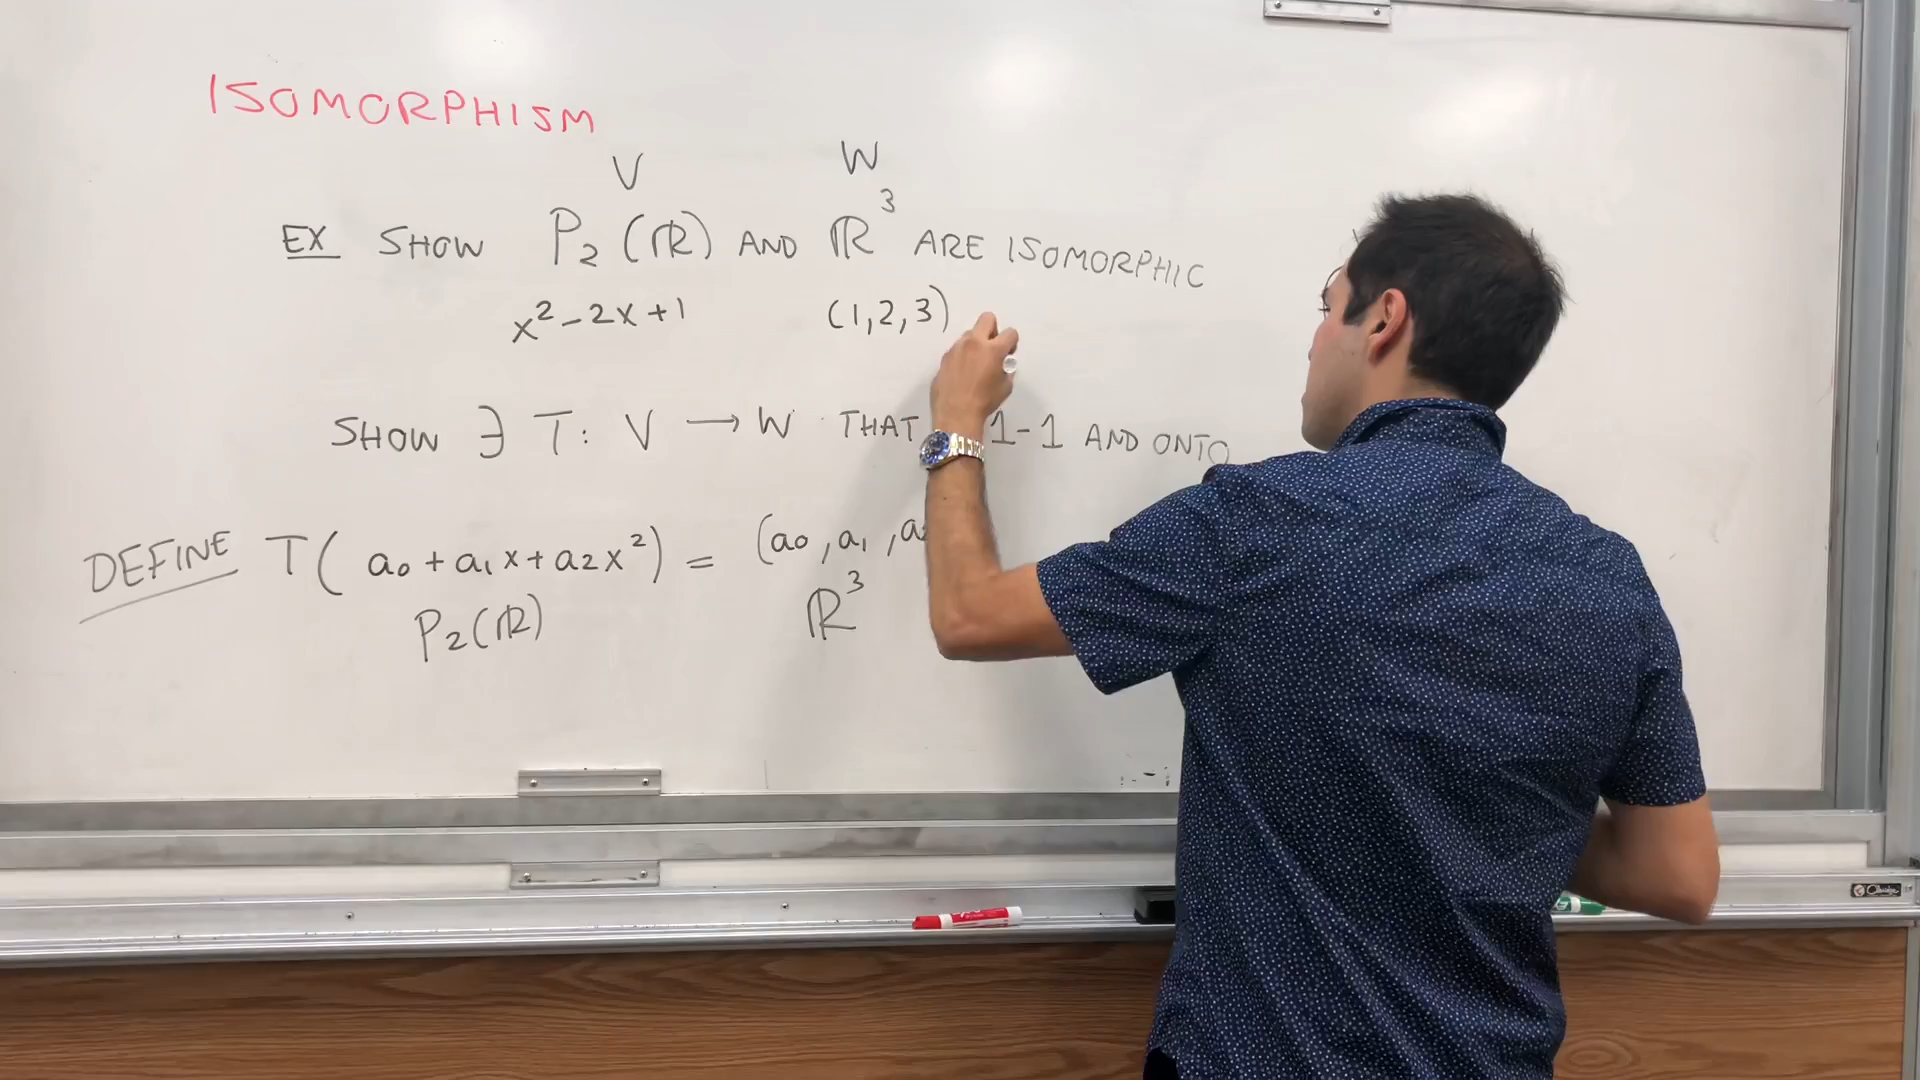 ISOMORPHISM
V W
EX SHOW P₂(ℝ) AND ℝ³ ARE ISOMORPHIC
x²-2x+1 (1,2,3)
SHOW ∃ T: V → W THAT 1-1 AND ONTO
DEFINE T( a₀+a₁x+a₂x²) = (a₀,a₁,a₂
P₂(ℝ) ℝ³